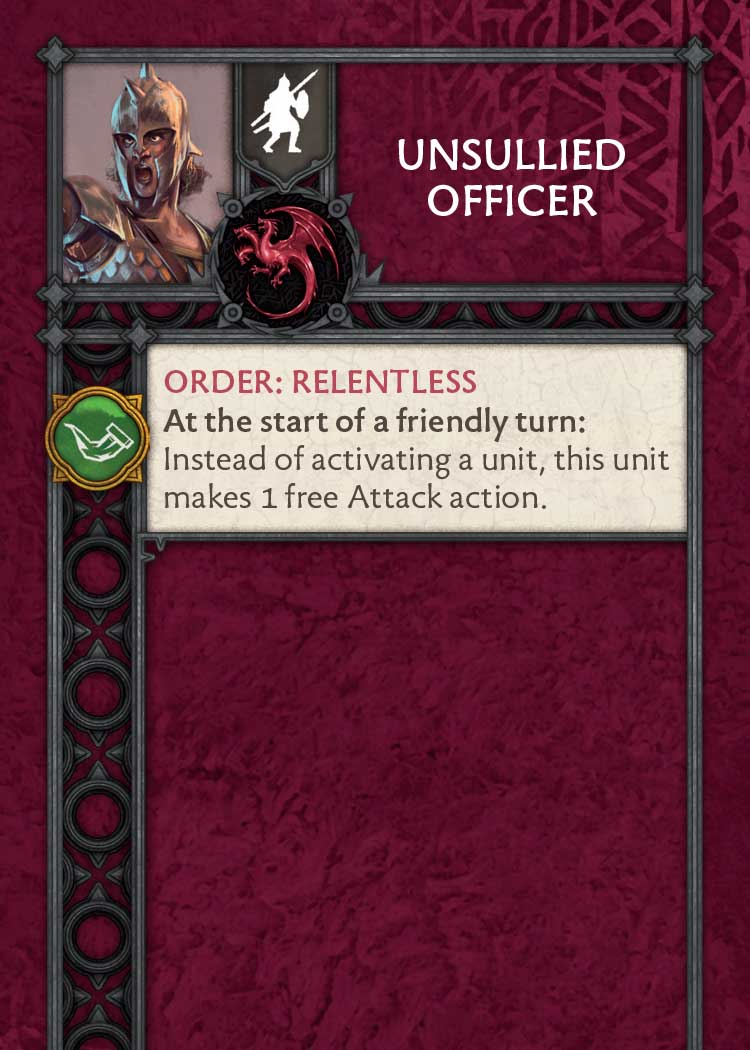 UNSULLIED
OFFICER
ORDER: RELENTLESS
At the start of a friendly turn:
Instead of activating a unit, this unit
makes 1 free Attack action.